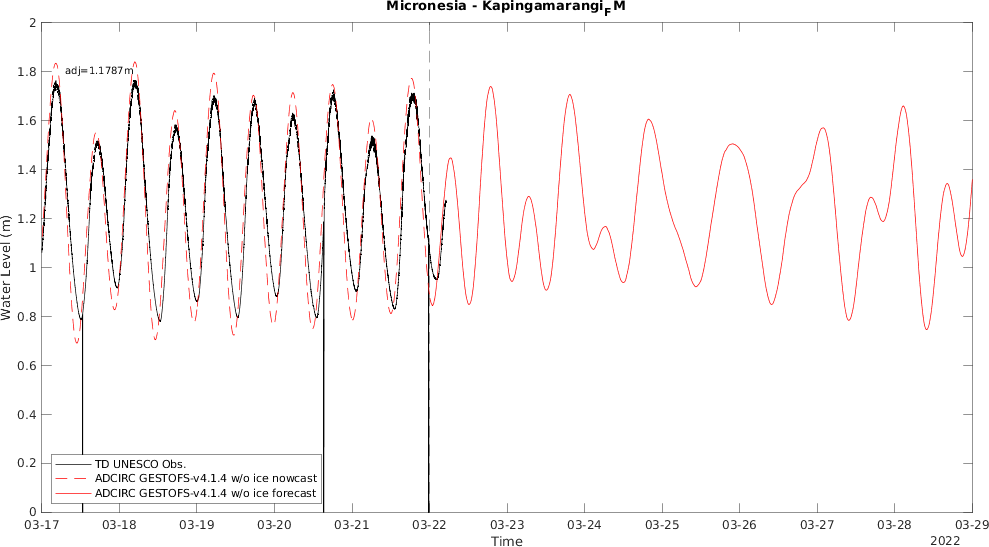 Micronesia - Kapingamarangi_FM
2
1.8
1.6
1.4
1.2
1
0.8
0.6
0.4
0.2
0
Water Level (m)
adj=1.1787m
TD UNESCO Obs.
ADCIRC GESTOFS-v4.1.4 w/o ice nowcast
ADCIRC GESTOFS-v4.1.4 w/o ice forecast
03-17 03-18 03-19 03-20 03-21 03-22 03-23 03-24 03-25 03-26 03-27 03-28 03-29
Time
2022